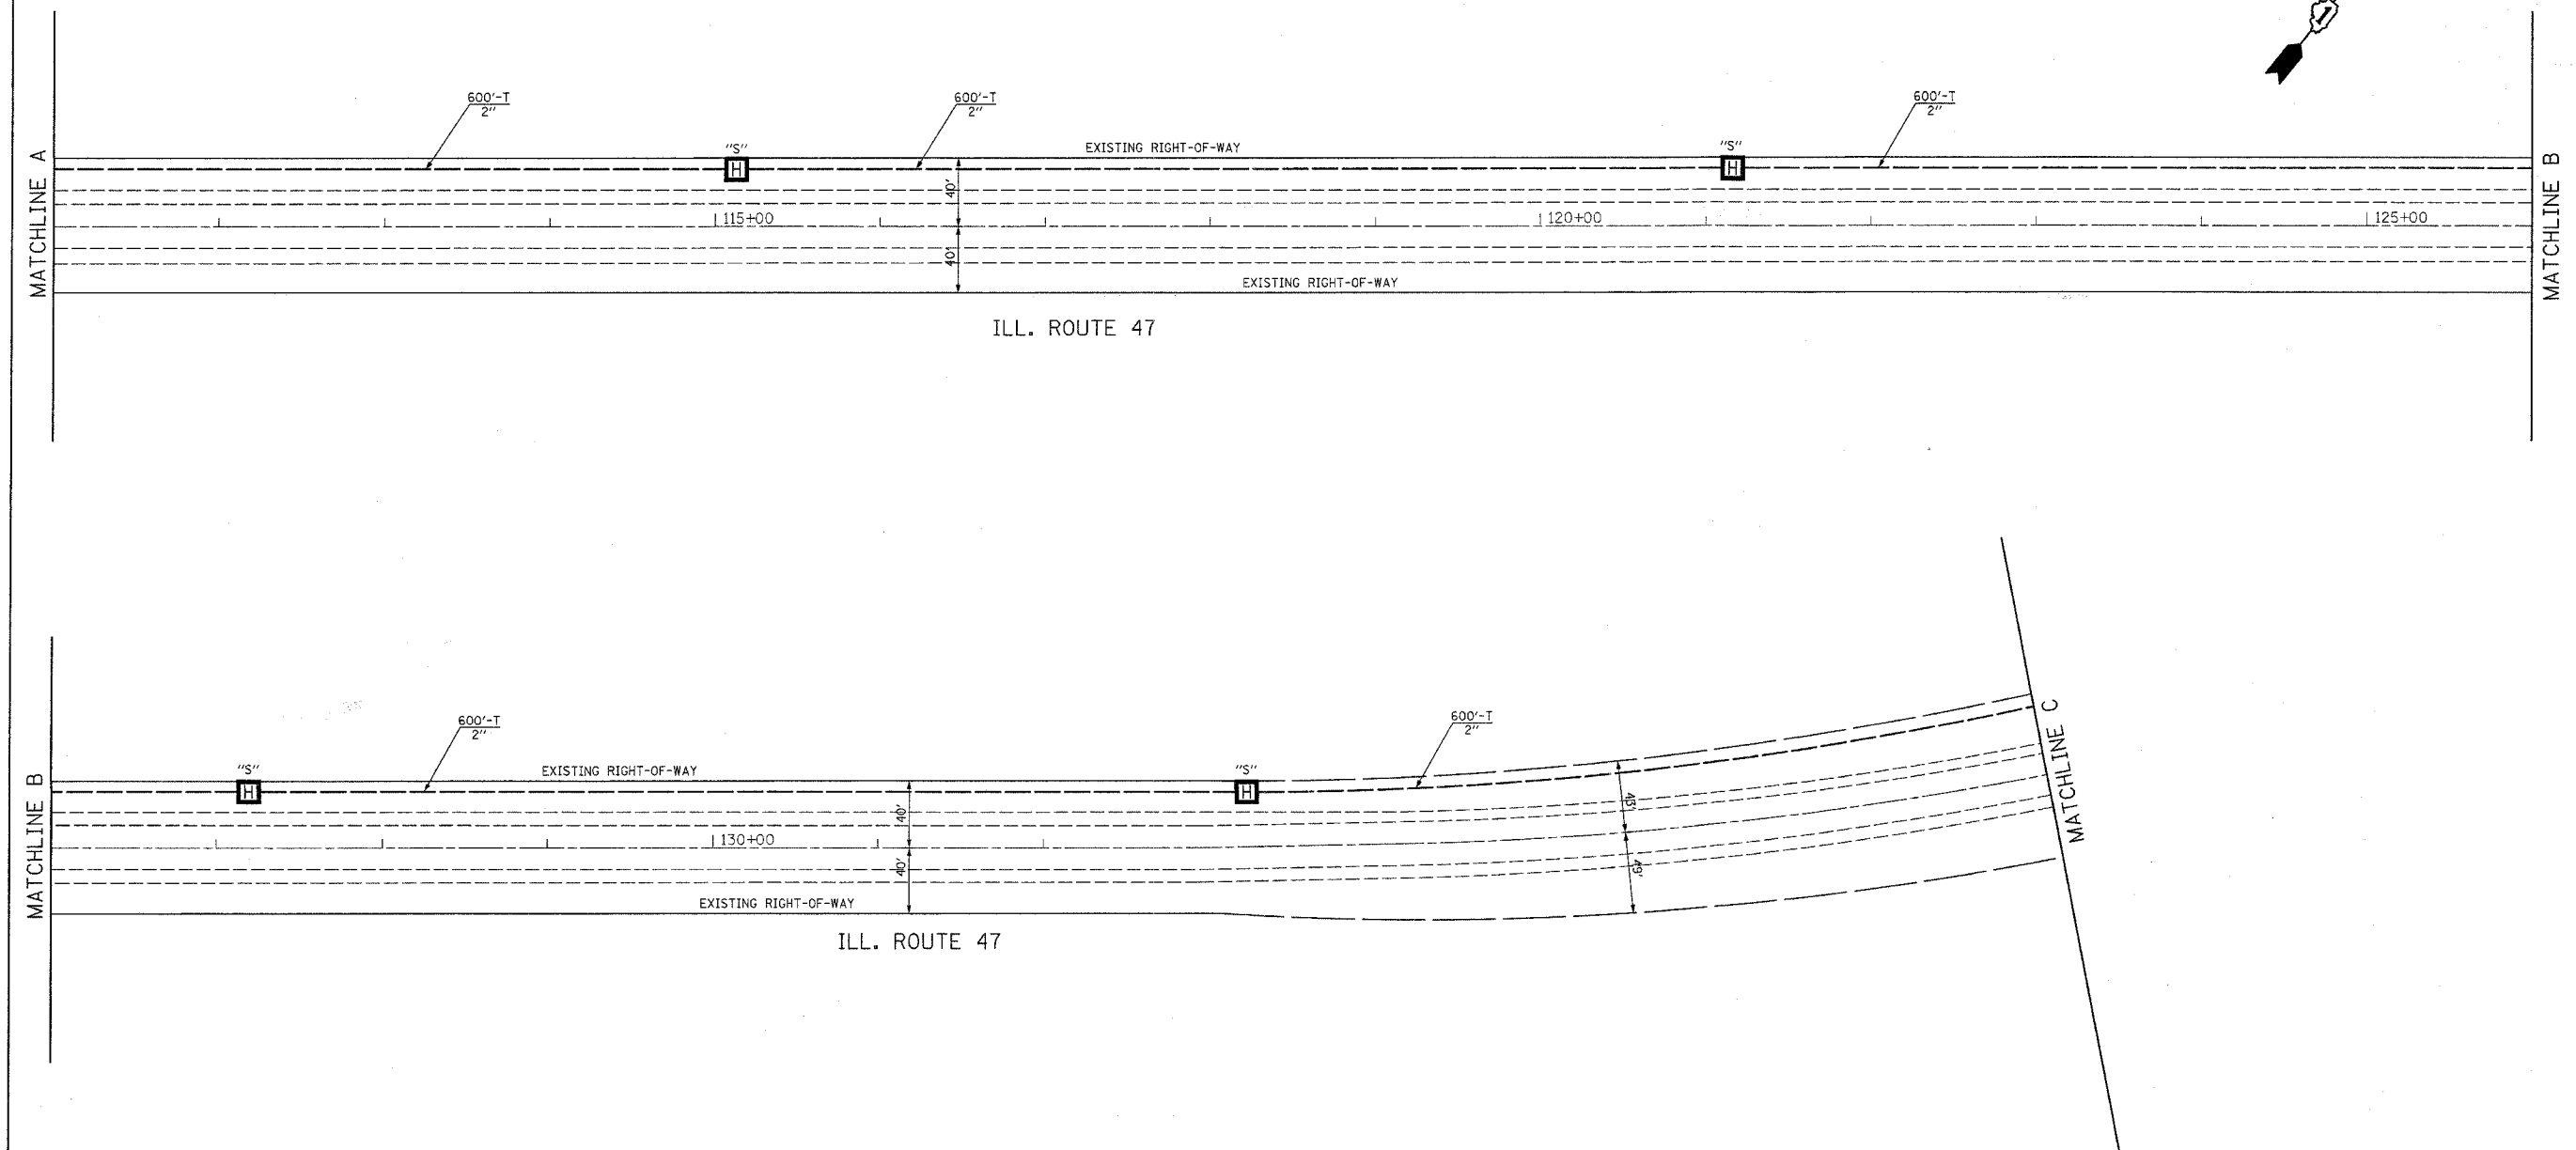 1
600'-T
2"
600'-T
2"
600'-T
2"
"S"
H
EXISTING RIGHT-OF-WAY
"S"
H
MATCHLINE A
40'
115+00
120+00
125+00
MATCHLINE B
40'
EXISTING RIGHT-OF-WAY
ILL. ROUTE 47
600'-T
2"
600'-T
2"
"S"
H
EXISTING RIGHT-OF-WAY
"S"
H
MATCHLINE B
40'
45'
MATCHLINE C
130+00
40'
49'
EXISTING RIGHT-OF-WAY
ILL. ROUTE 47